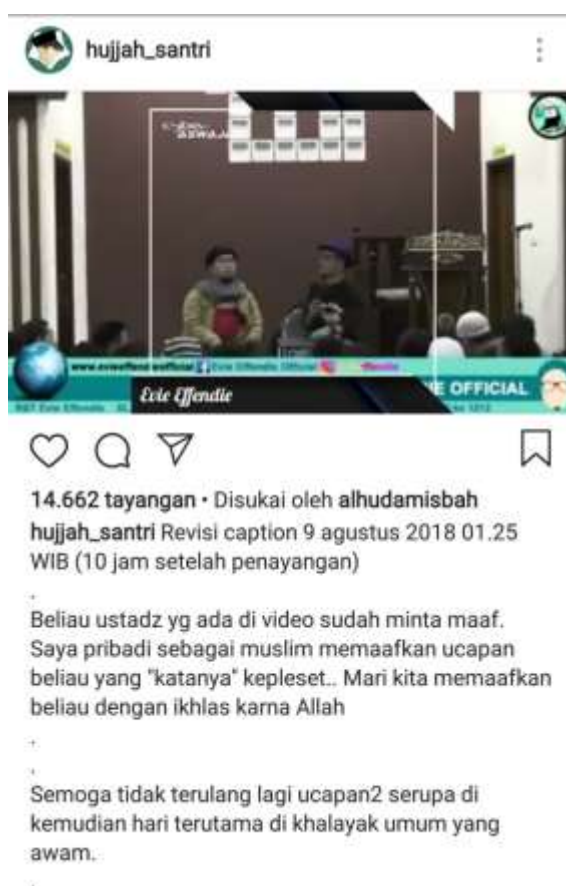 hujjah_santri
ASWAJA
Evie Effendie
E OFFICIAL
14.662 tayangan • Disukai oleh alhudamisbah
hujjah_santri Revisi caption 9 agustus 2018 01.25
WIB (10 jam setelah penayangan)
.
Beliau ustadz yg ada di video sudah minta maaf.
Saya pribadi sebagai muslim memaafkan ucapan
beliau yang "katanya" kepleset.. Mari kita memaafkan
beliau dengan ikhlas karna Allah
.
.
Semoga tidak terulang lagi ucapan2 serupa di
kemudian hari terutama di khalayak umum yang
awam.
.